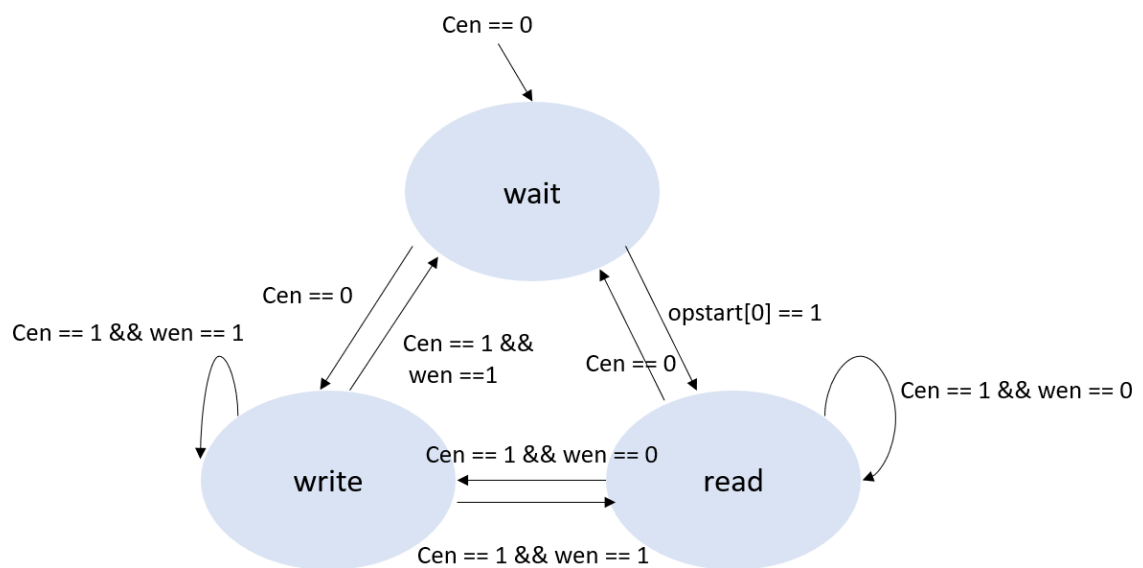 Cen == 0
wait
Cen == 0
opstart[0] == 1
Cen == 1 && wen == 1
Cen == 1 &&
wen ==1
Cen == 0
Cen == 1 && wen == 0
Cen == 1 && wen == 0
write
read
Cen == 1 && wen == 1